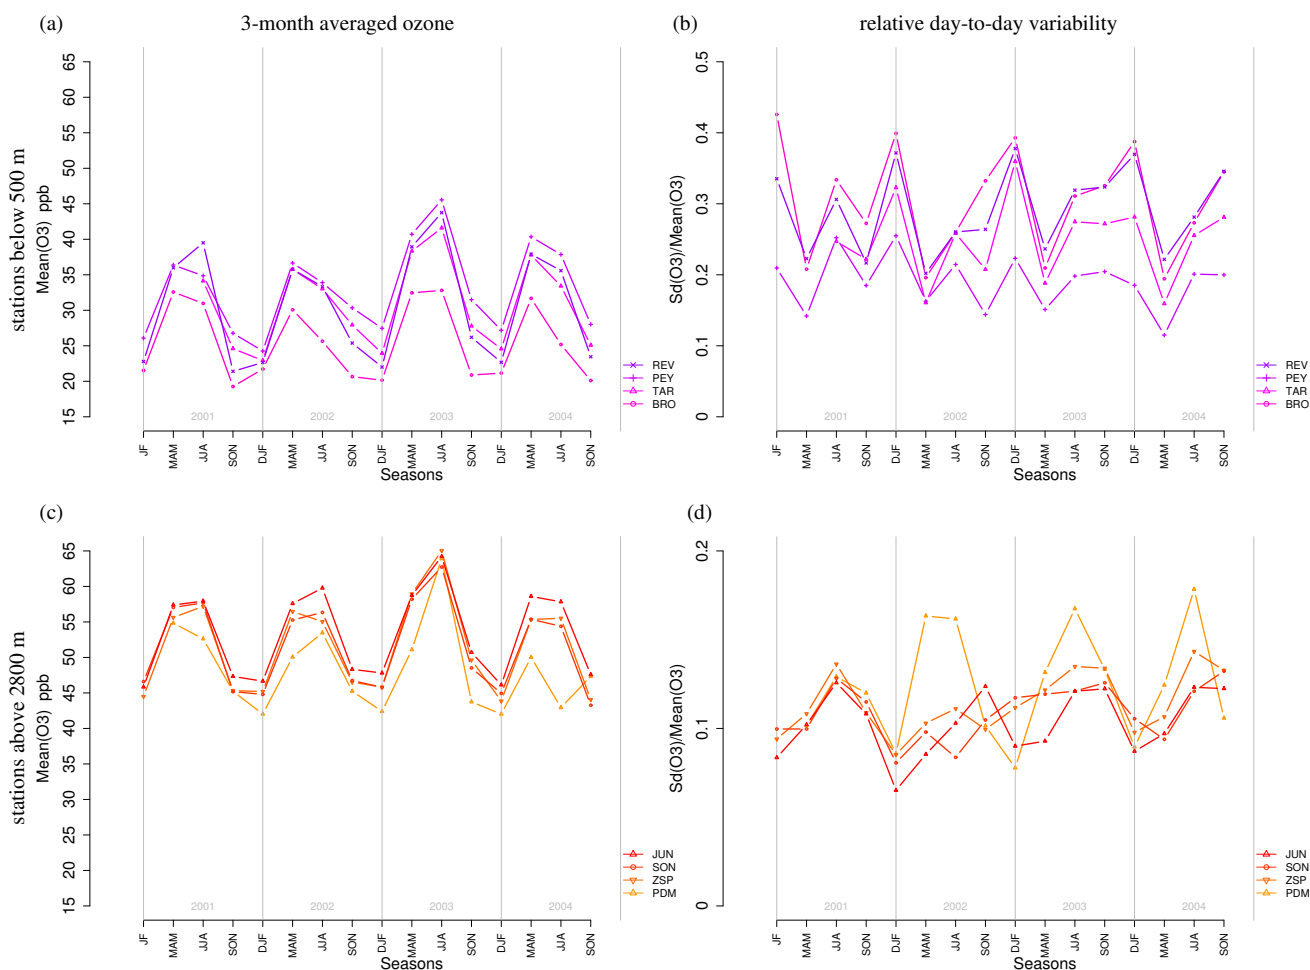 (a) 3-month averaged ozone
(b) relative day-to-day variability
stations below 500 m
Mean(O3) ppb
65
60
55
50
45
40
35
30
25
20
15
REV
PEY
TAR
BRO
2001 2002 2003 2004
JF MAM JJA SON DJF MAM JJA SON DJF MAM JJA SON DJF MAM JJA SON
Seasons
Sd(O3)/Mean(O3)
0.5
0.4
0.3
0.2
0.1
0
REV
PEY
TAR
BRO
2001 2002 2003 2004
JF MAM JJA SON DJF MAM JJA SON DJF MAM JJA SON DJF MAM JJA SON
Seasons
(c)
(d)
stations above 2800 m
Mean(O3) ppb
65
60
55
50
45
40
35
30
25
20
15
JUN
SON
ZSP
PDM
2001 2002 2003 2004
JF MAM JJA SON DJF MAM JJA SON DJF MAM JJA SON DJF MAM JJA SON
Seasons
Sd(O3)/Mean(O3)
0.2
0.1
0
JUN
SON
ZSP
PDM
2001 2002 2003 2004
JF MAM JJA SON DJF MAM JJA SON DJF MAM JJA SON DJF MAM JJA SON
Seasons